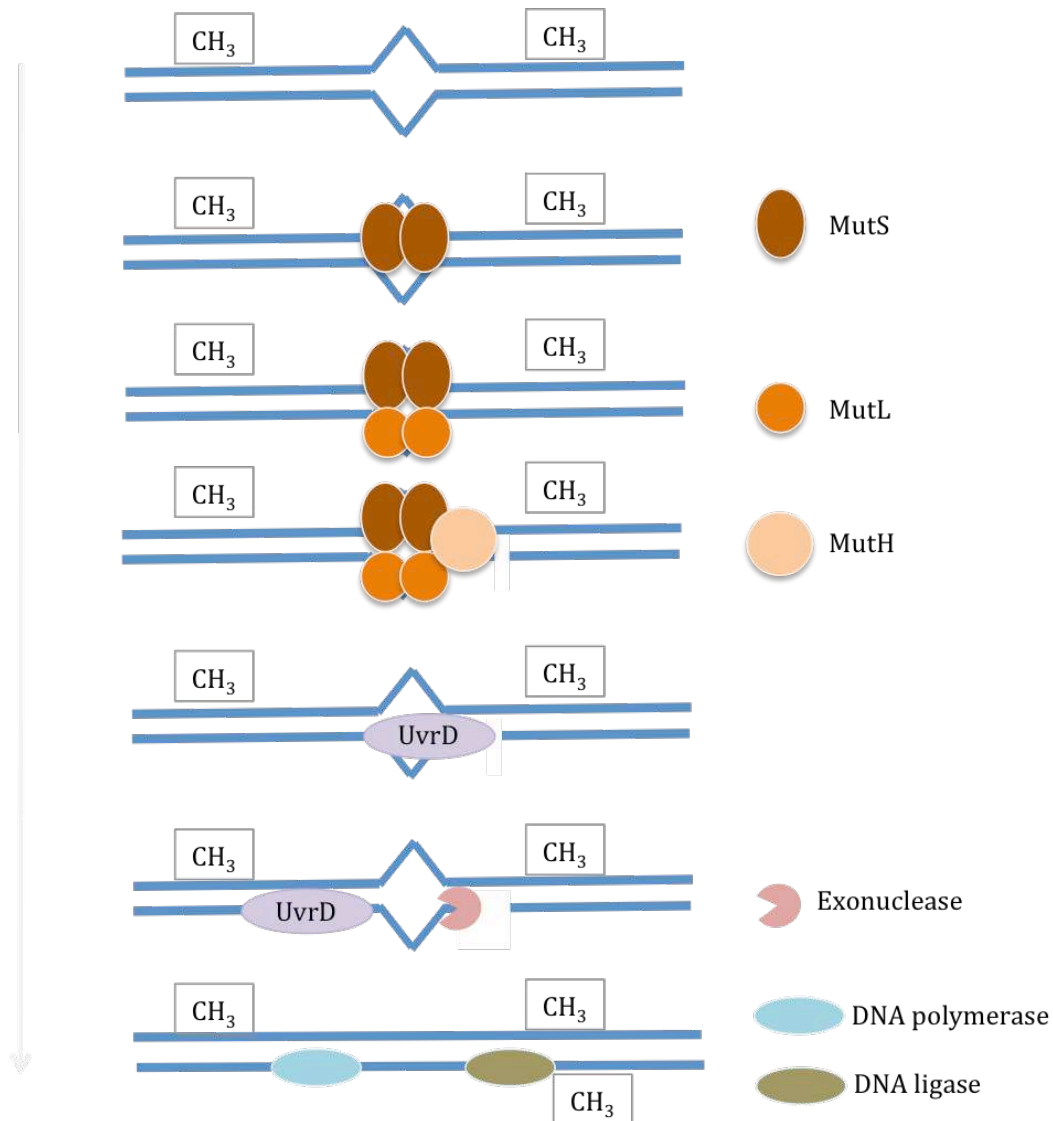 CH₃ CH₃
CH₃ CH₃
MutS
CH₃ CH₃
MutL
CH₃ CH₃
MutH
CH₃ CH₃
UvrD
CH₃ CH₃
UvrD
Exonuclease
CH₃ CH₃
DNA polymerase
DNA ligase
CH₃